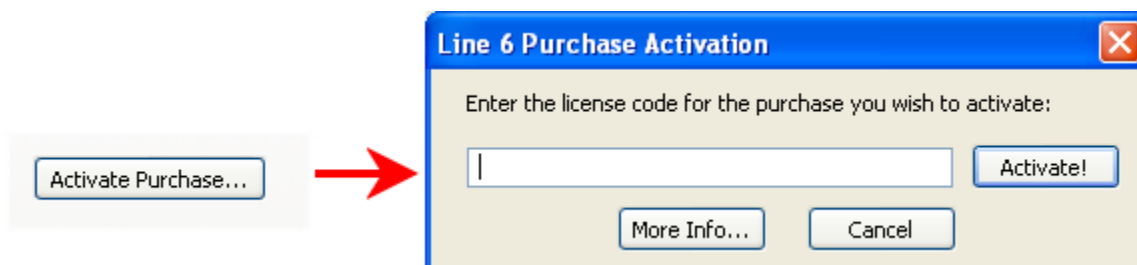 Line 6 Purchase Activation
Enter the license code for the purchase you wish to activate:
Activate Purchase...
Activate!
More Info...
Cancel